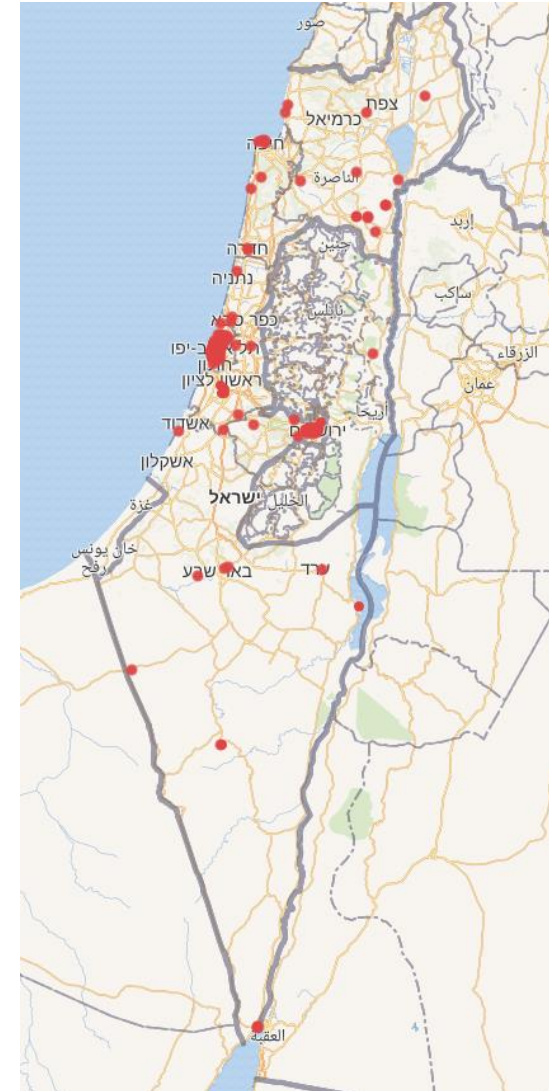 صور
צפת
כרמיאל
חיפה
الناصرة
إربد
جنين
חדרה
נתניה
نابلس
ساكب
כפר סבא
תל אביב-יפו
חולון
ראשון לציון
الزرقاء
عمان
أريحا
אשדוד
ירושלים
אשקלון
ישראל
الخليل
غزة
خان يونس
رفح
באר שבע
ערד
العقبة